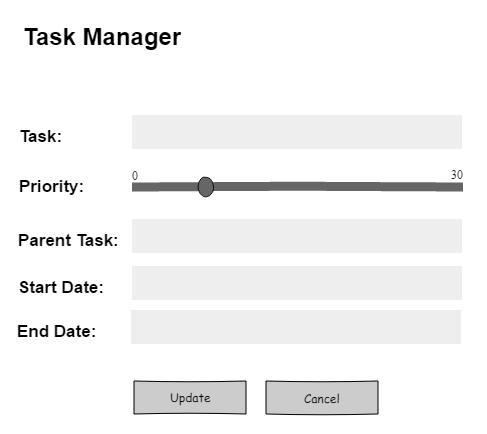 Task Manager
Task:
0 30
Priority:
Parent Task:
Start Date:
End Date:
Update Cancel